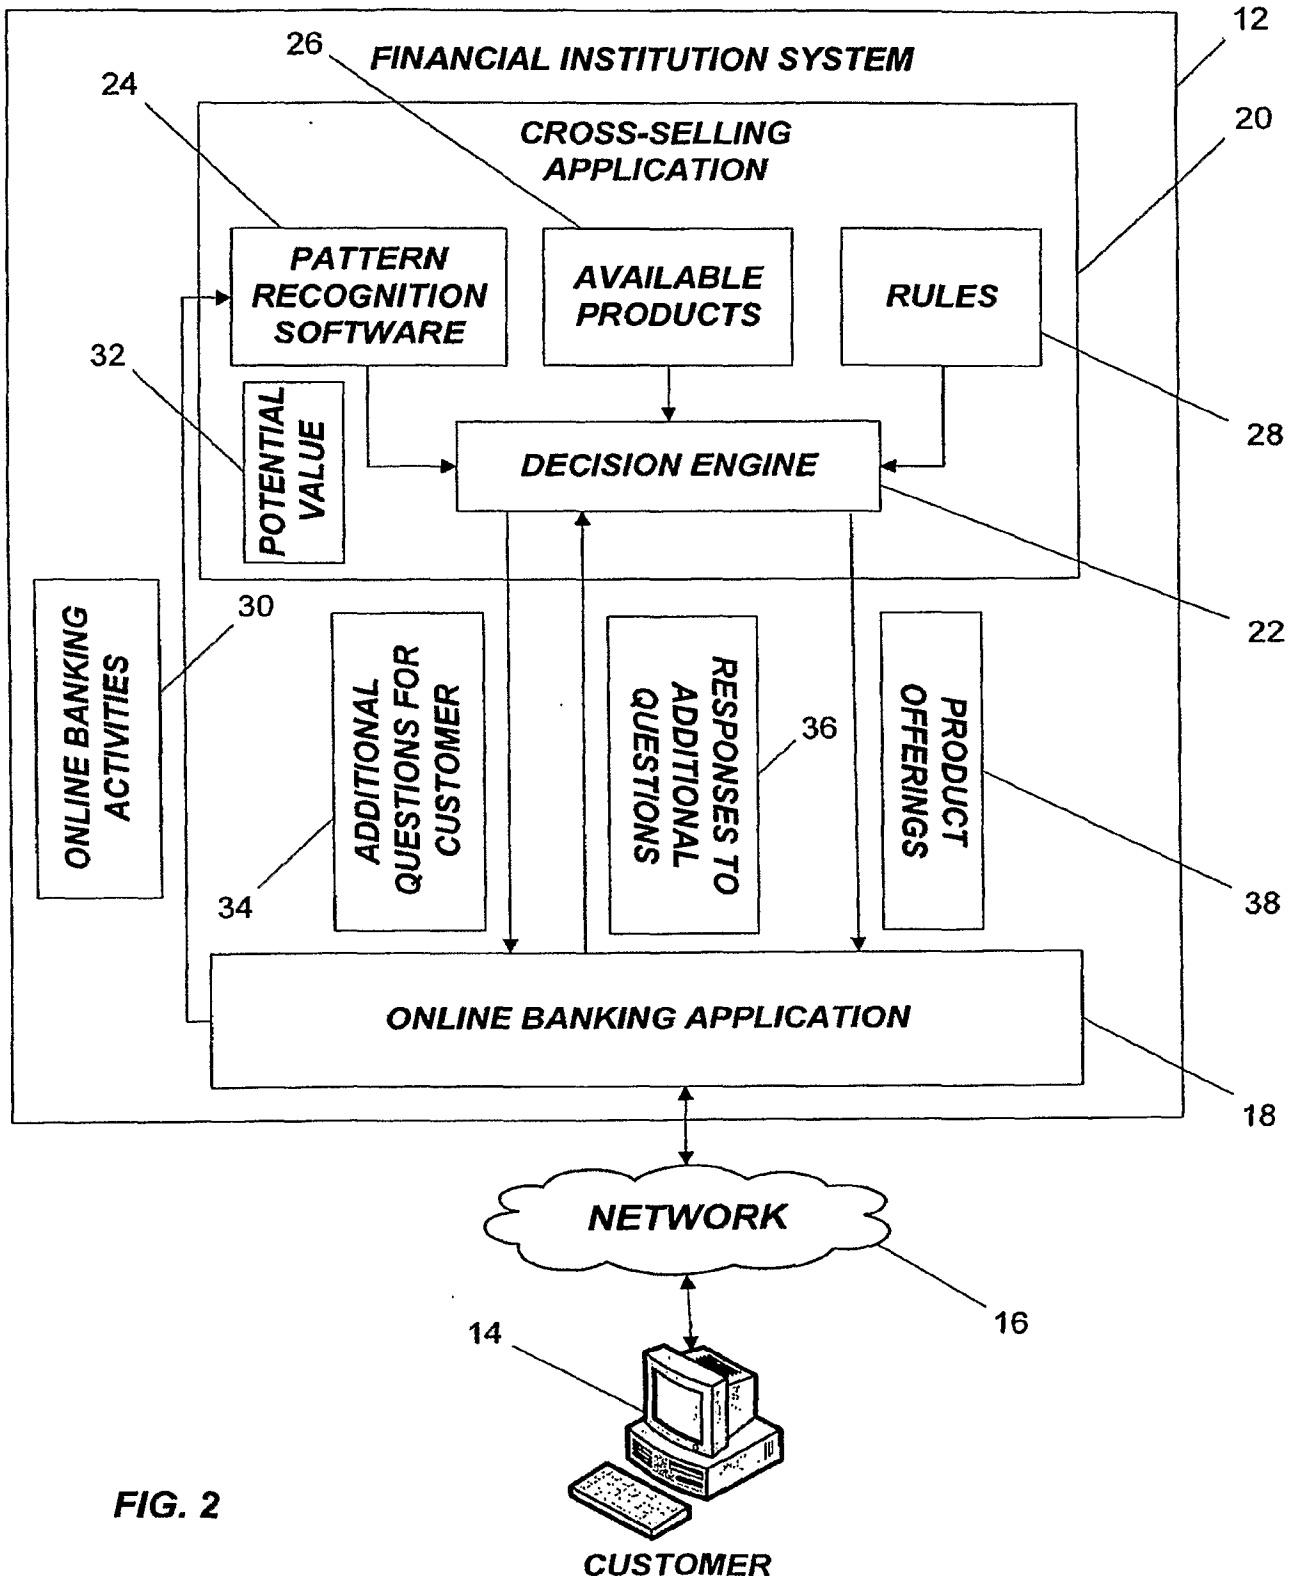 12
26
FINANCIAL INSTITUTION SYSTEM
24
20
CROSS-SELLING
APPLICATION
PATTERN
RECOGNITION
SOFTWARE
AVAILABLE
PRODUCTS
RULES
32
28
POTENTIAL
VALUE
DECISION ENGINE
30
22
ONLINE BANKING
ACTIVITIES
ADDITIONAL
QUESTIONS FOR
CUSTOMER
RESPONSES TO
ADDITIONAL
QUESTIONS
36
PRODUCT
OFFERINGS
34
38
ONLINE BANKING APPLICATION
18
NETWORK
16
14
FIG. 2
CUSTOMER